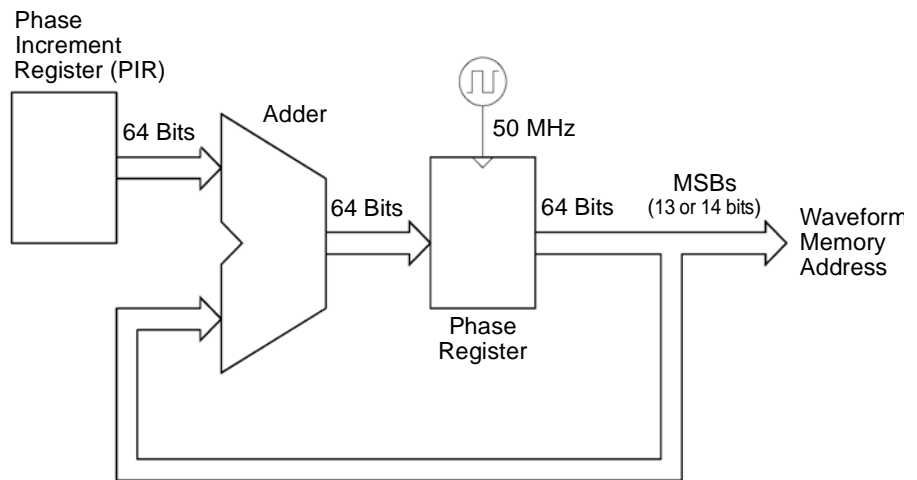 Phase
Increment
Register (PIR)
64 Bits
Adder
64 Bits
50 MHz
64 Bits
MSBs
(13 or 14 bits)
Waveform
Memory
Address
Phase
Register